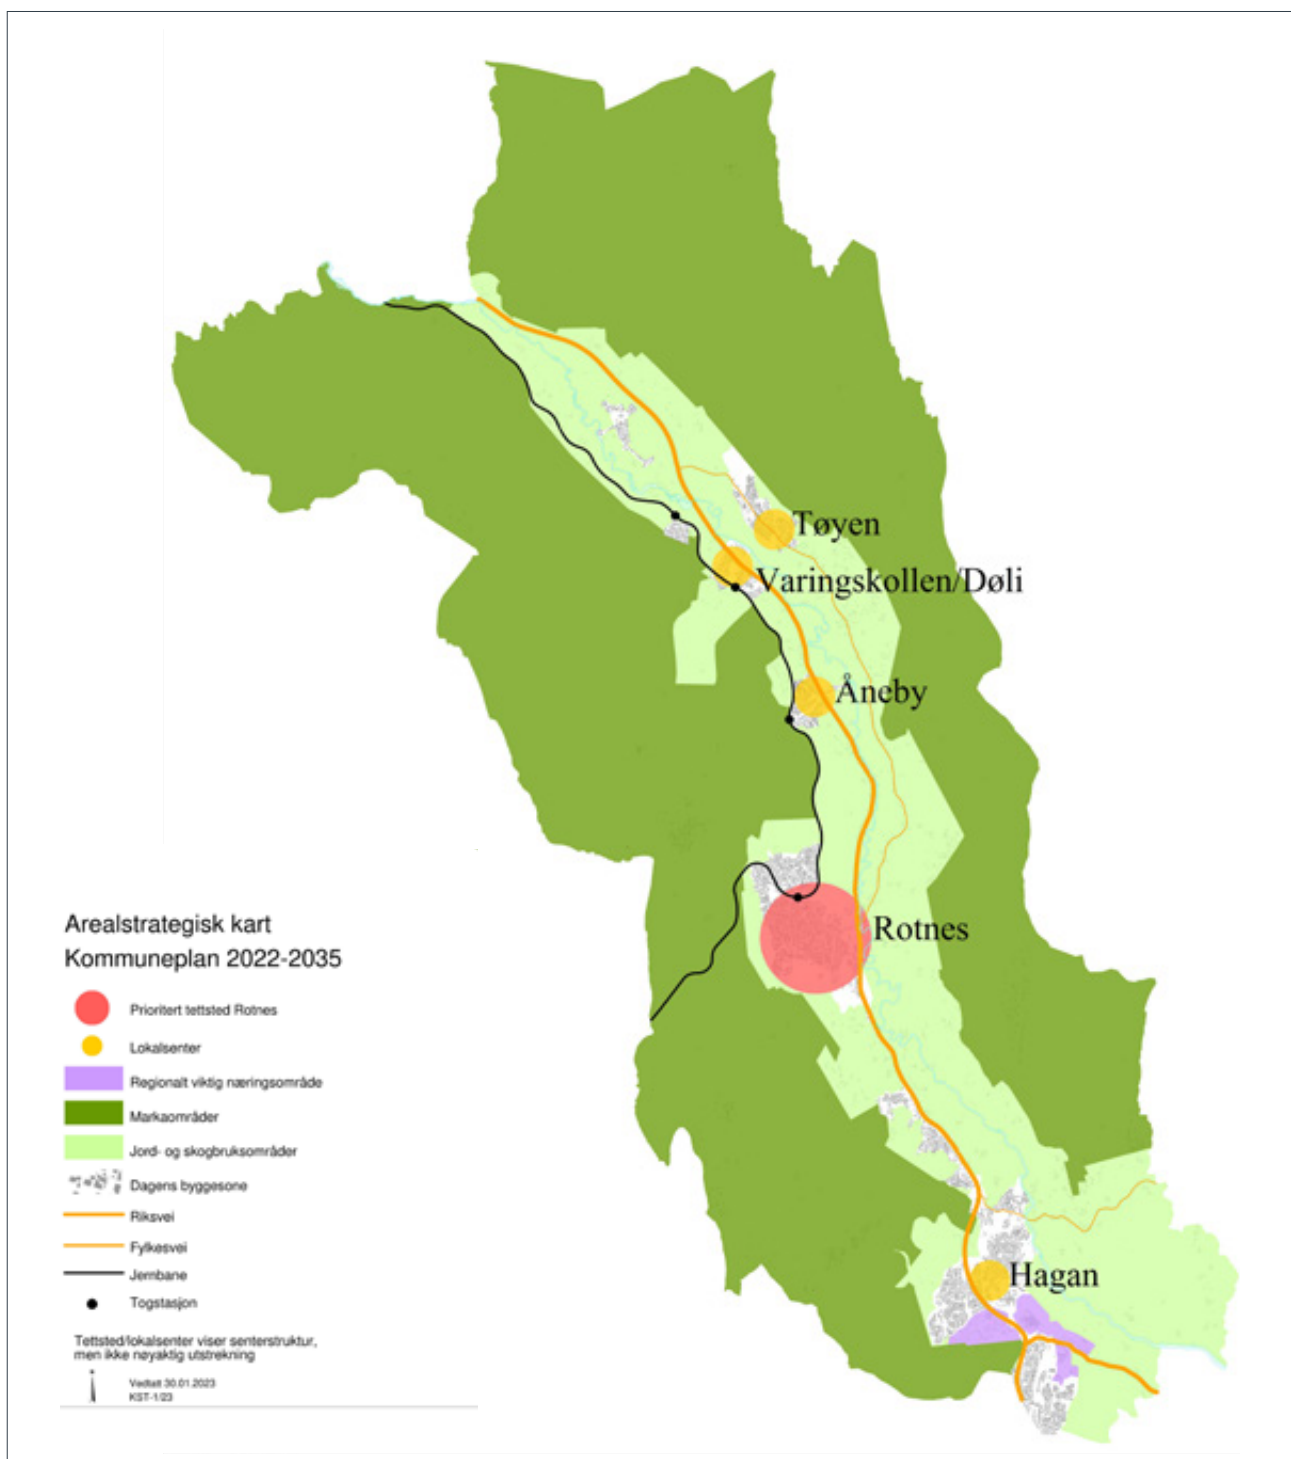 Tøyen
Varingskollen/Døli
Åneby
Rotnes
Hagan
Arealstrategisk kart
Kommuneplan 2022-2035
Prioritert tettsted Rotnes
Lokalsenter
Regionalt viktig næringsområde
Markaområder
Jord- og skogbruksområder
Dagens byggesone
Riksvei
Fylkesvei
Jernbane
Togstasjon
Tettsted/lokalsenter viser senterstruktur,
men ikke nøyaktig utstrekning
Vedtatt 30.01.2023
KST-1/23